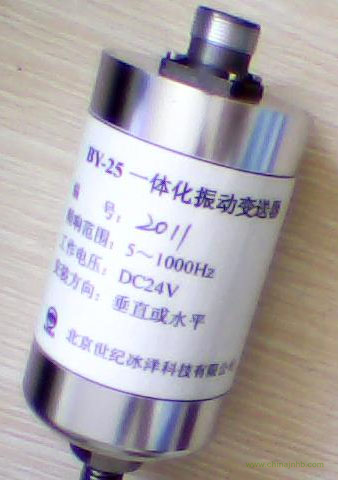 BY-25 一体化振动变送器
编 号: 2011
频响范围: 5~1000Hz
工作电压: DC24V
安装方向: 垂直或水平
北京世纪冰洋科技有限公司